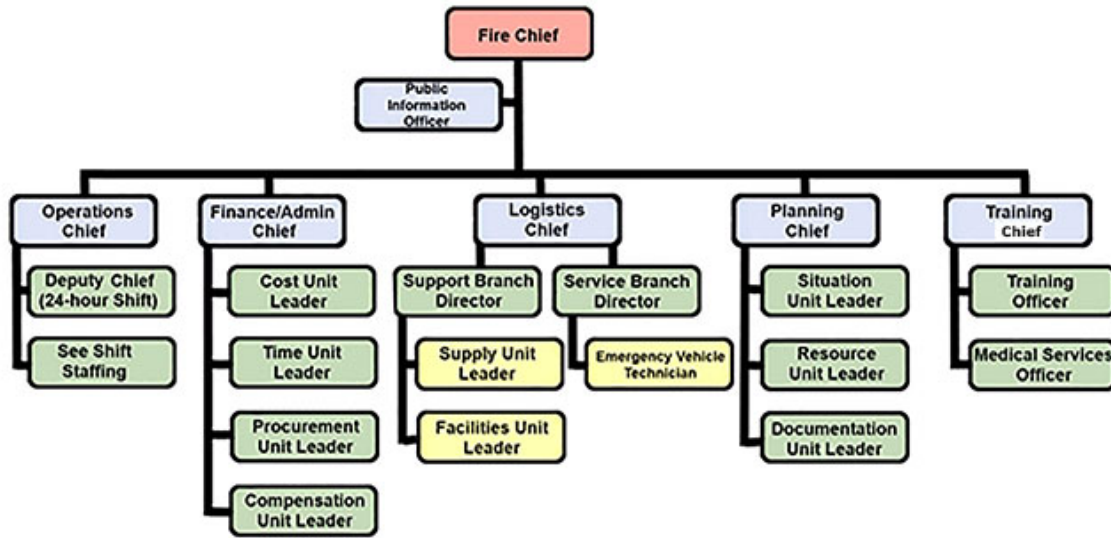 Fire Chief
Public
Information
Officer
Operations
Chief
Finance/Admin
Chief
Logistics
Chief
Planning
Chief
Training
Chief
Deputy Chief
(24-hour Shift)
See Shift
Staffing
Cost Unit
Leader
Time Unit
Leader
Procurement
Unit Leader
Compensation
Unit Leader
Support Branch
Director
Supply Unit
Leader
Facilities Unit
Leader
Service Branch
Director
Emergency Vehicle
Technician
Situation
Unit Leader
Resource
Unit Leader
Documentation
Unit Leader
Training
Officer
Medical Services
Officer